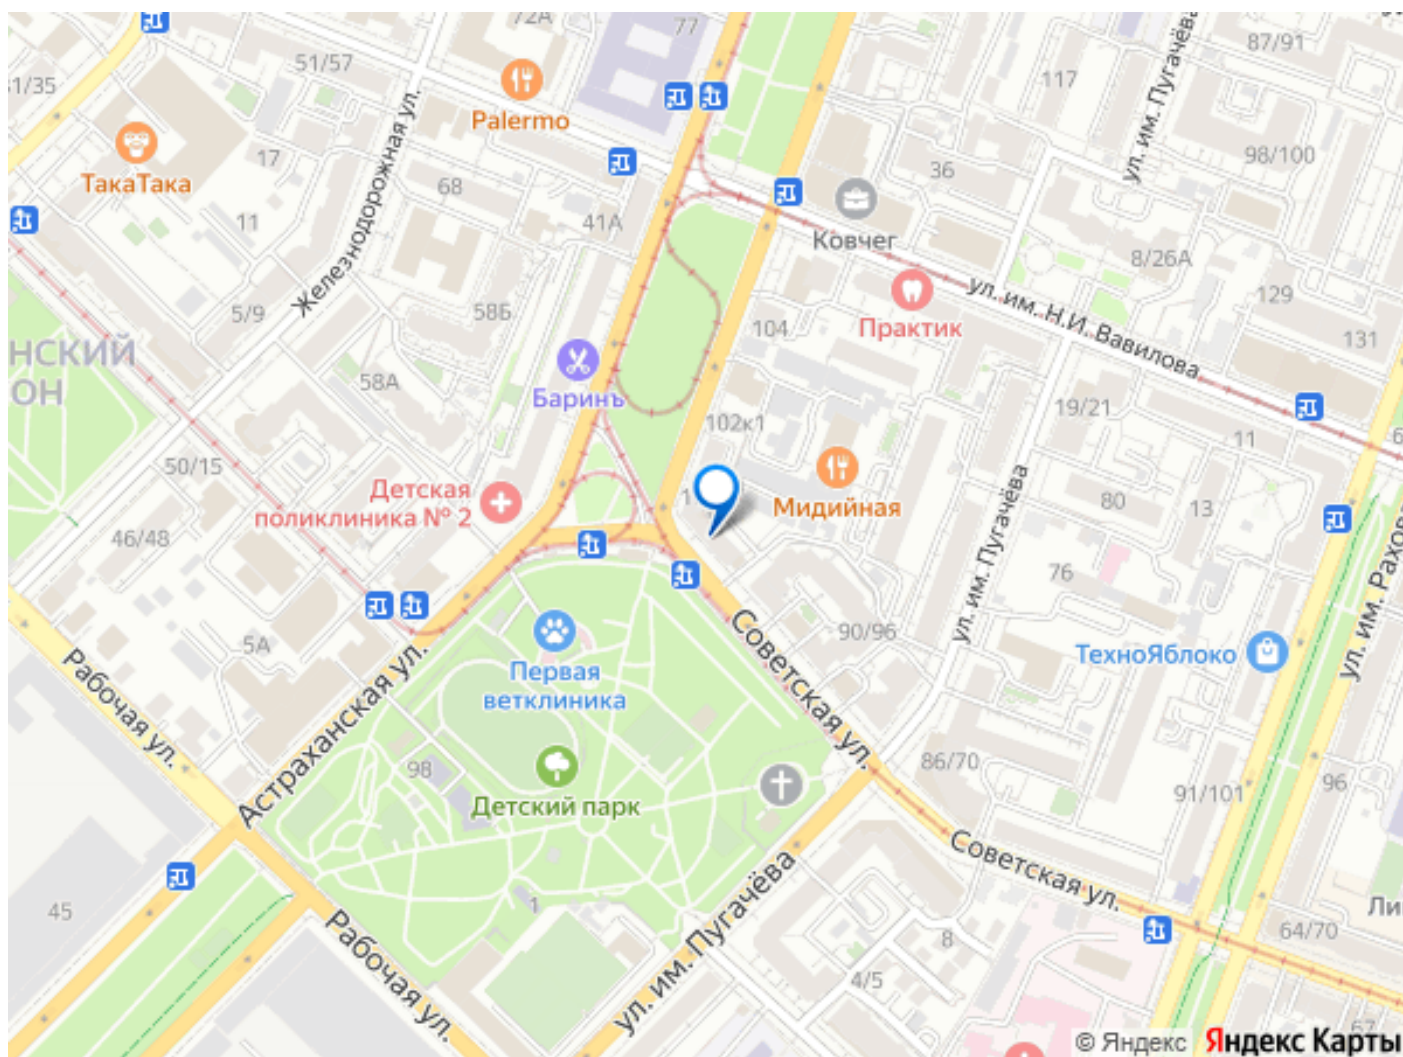 72А
77
51/57
87/91
31/35
117
Palermo
ул. им. Пугачёва
Железнодорожная ул.
17
ТакаТака
68
36
98/100
11
41А
Ковчег
8/26А
5/9
58Б
104
Практик
ул. им. Н.И. Вавилова
129
131
НСКИЙ
ОН
58А
Баринъ
102к1
19/21
11
50/15
Детская
поликлиника № 2
Мидийная
ул. им. Пугачёва
80
13
46/48
76
ул. им. Рахова
5А
Первая
ветклиника
90/96
ТехноЯблоко
Рабочая ул.
Астраханская ул.
Советская ул.
98
Детский парк
86/70
91/101
96
Советская ул.
45
1
Рабочая ул.
ул. им. Пугачёва
8
4/5
64/70
Ли
67
© Яндекс Яндекс Карты